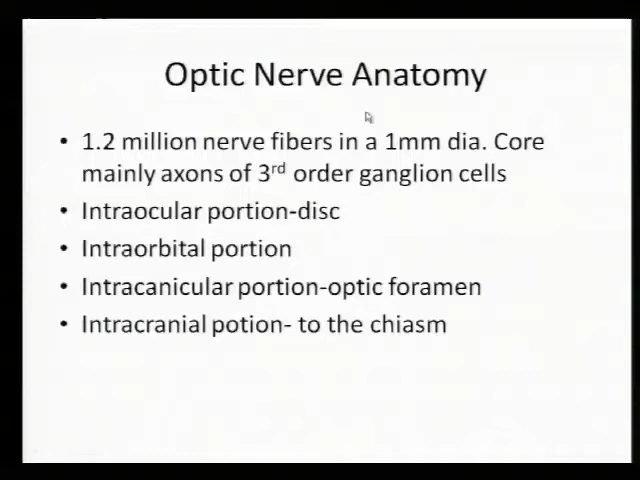 Optic Nerve Anatomy
• 1.2 million nerve fibers in a 1mm dia. Core
mainly axons of 3rd order ganglion cells
• Intraocular portion-disc
• Intraorbital portion
• Intracanicular portion-optic foramen
• Intracranial potion- to the chiasm